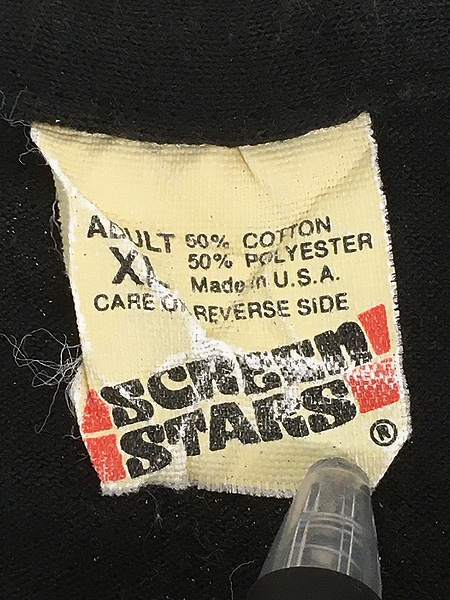 ADULT 50% COTTON
XL 50% POLYESTER
Made in U.S.A.
CARE ON REVERSE SIDE
SCREEN
STARS
®